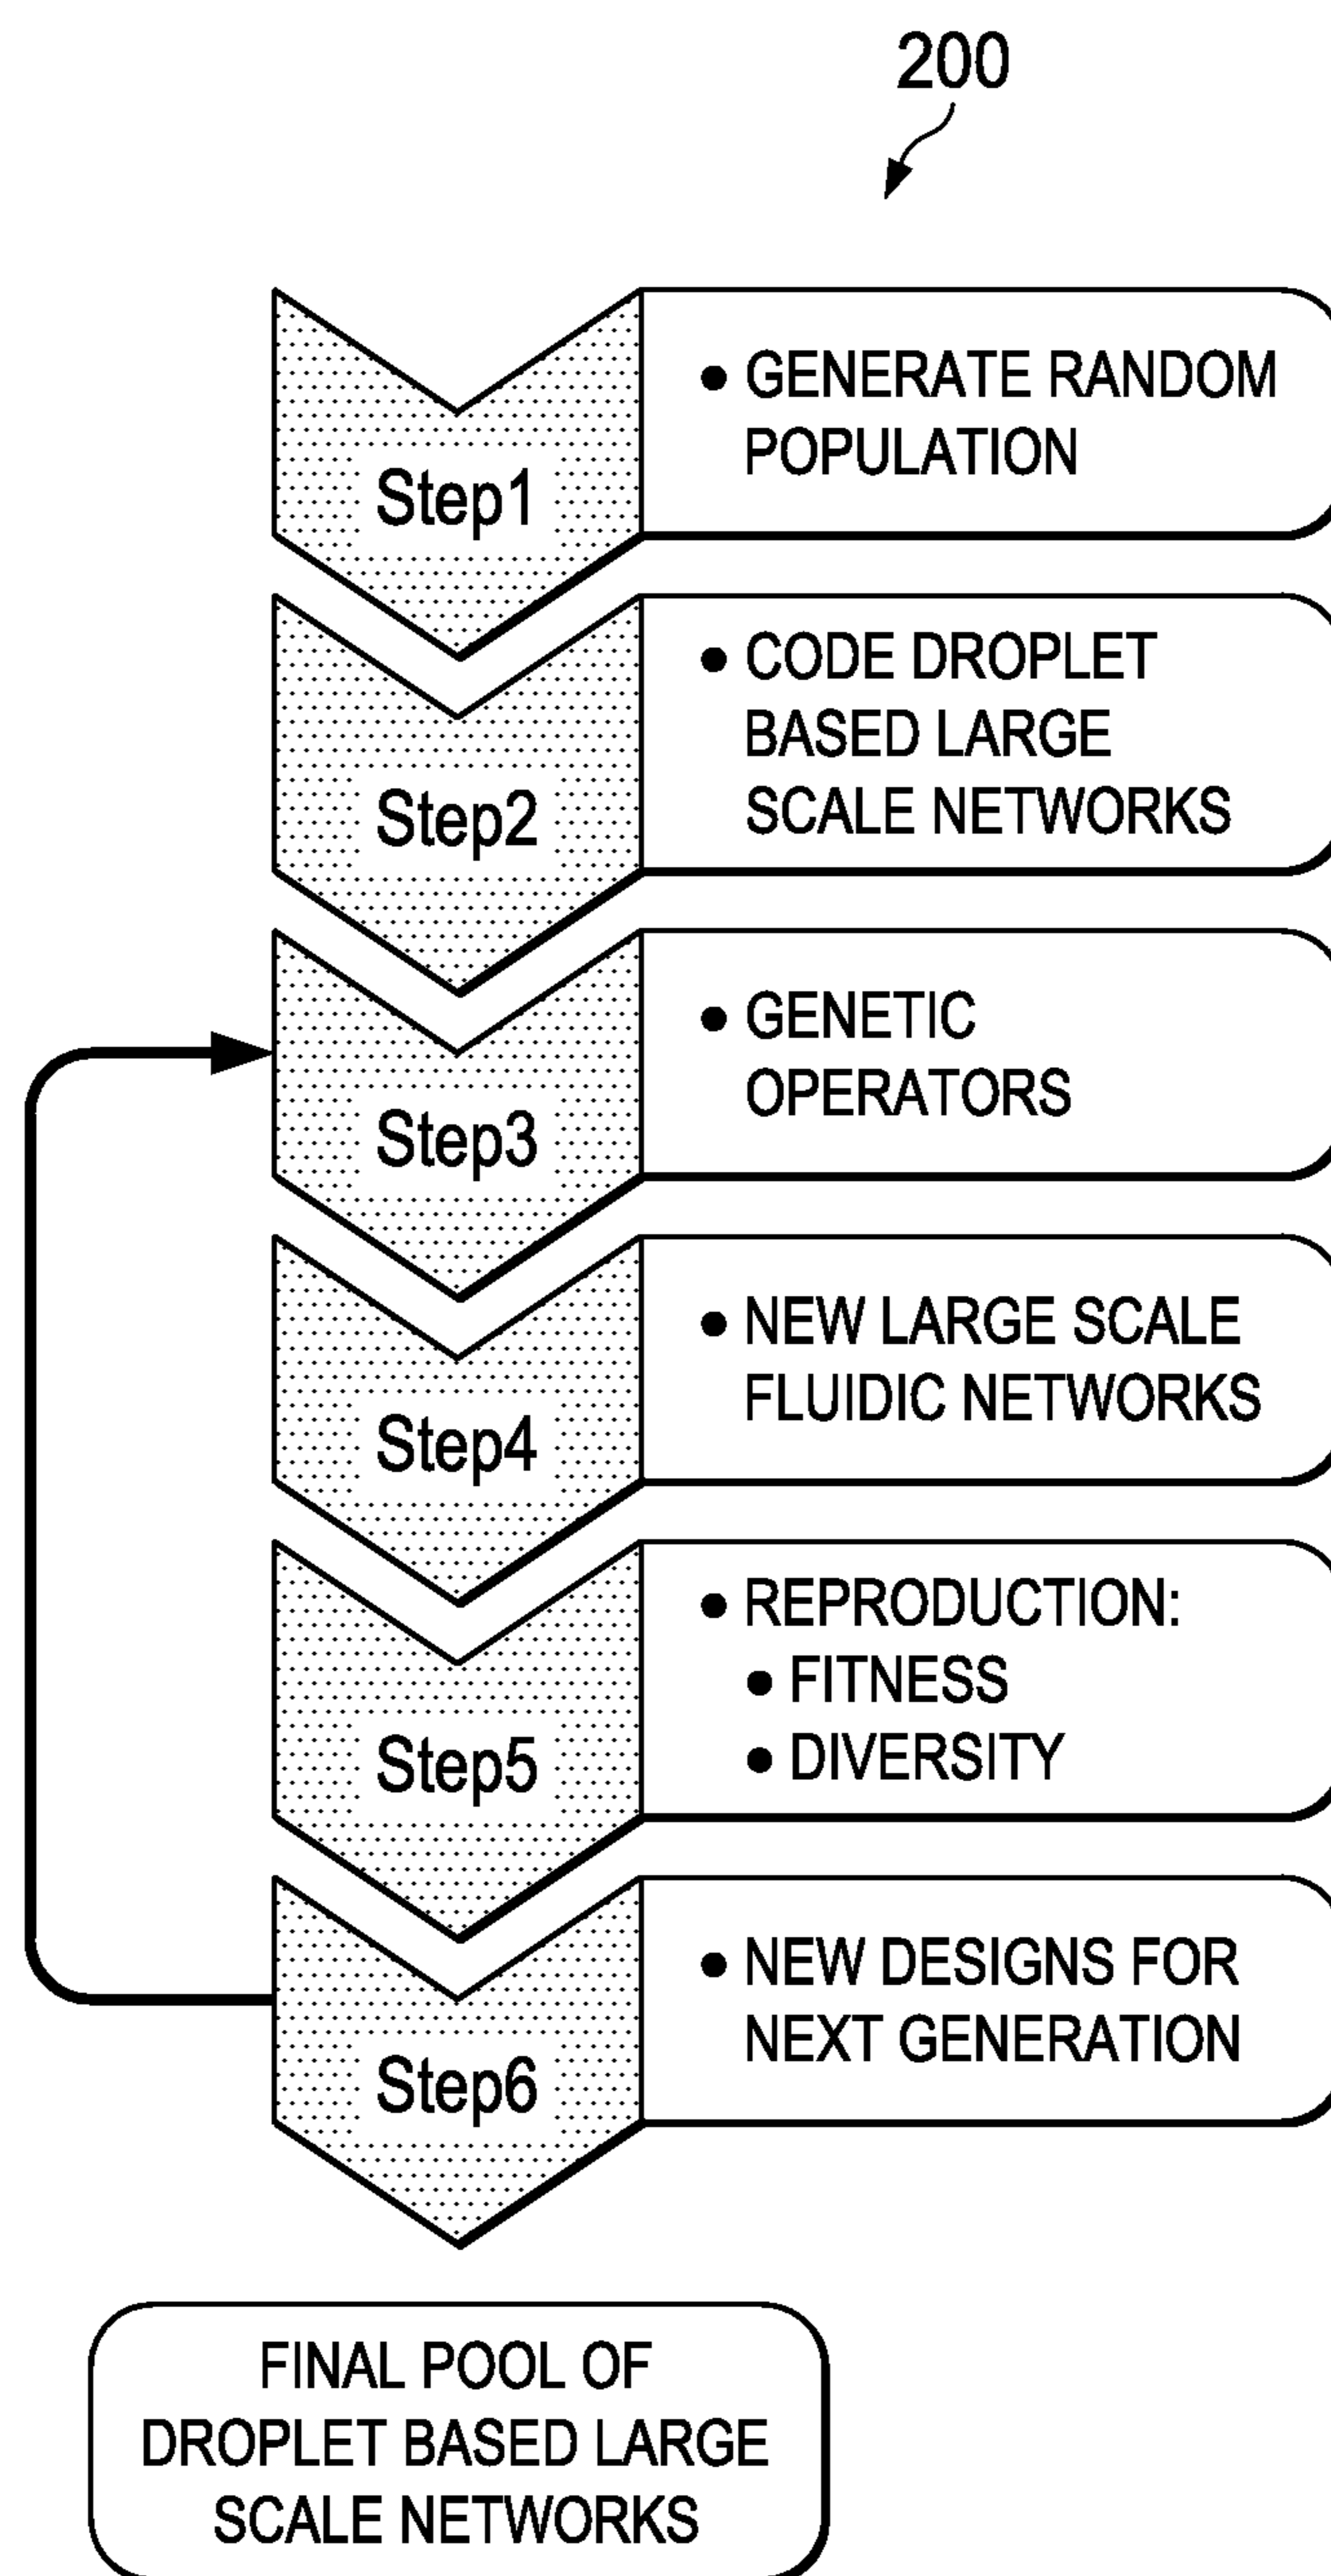 200
Step1
• GENERATE RANDOM
POPULATION
Step2
• CODE DROPLET
BASED LARGE
SCALE NETWORKS
Step3
• GENETIC
OPERATORS
Step4
• NEW LARGE SCALE
FLUIDIC NETWORKS
Step5
• REPRODUCTION:
• FITNESS
• DIVERSITY
Step6
• NEW DESIGNS FOR
NEXT GENERATION
FINAL POOL OF
DROPLET BASED LARGE
SCALE NETWORKS